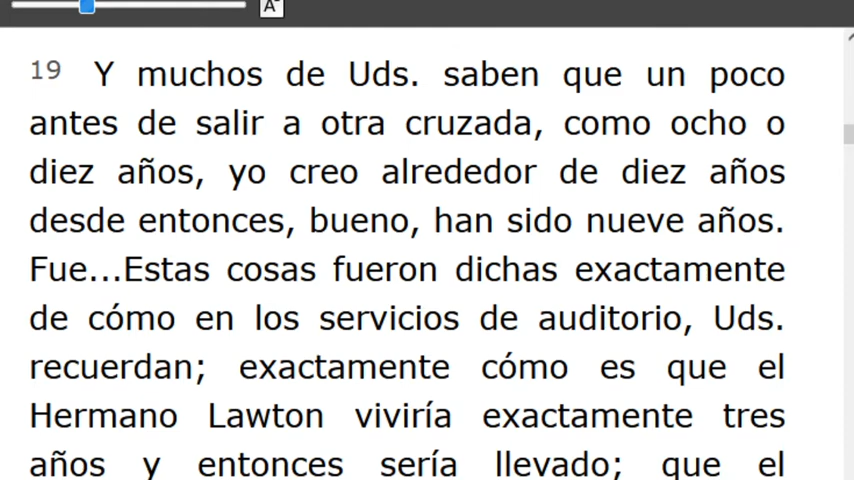 A
19 Y muchos de Uds. saben que un poco
antes de salir a otra cruzada, como ocho o
diez años, yo creo alrededor de diez años
desde entonces, bueno, han sido nueve años.
Fue...Estas cosas fueron dichas exactamente
de cómo en los servicios de auditorio, Uds.
recuerdan; exactamente cómo es que el
Hermano Lawton viviría exactamente tres
años y entonces sería llevado; que el